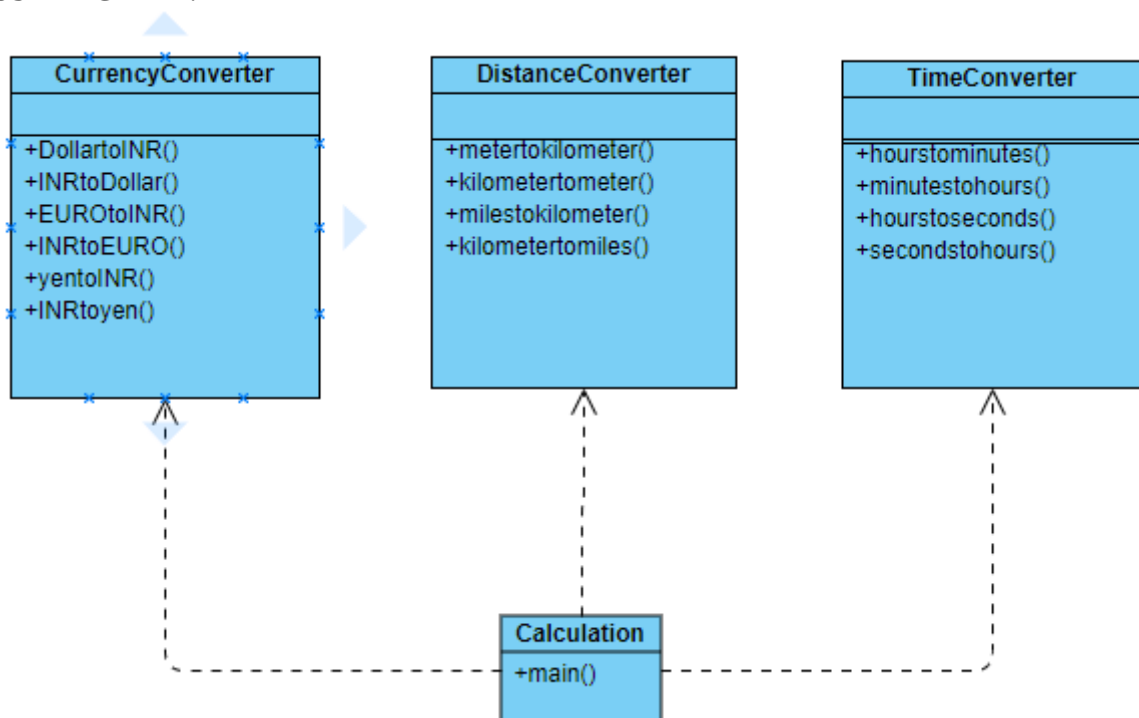 CurrencyConverter
+DollartoINR()
+INRtoDollar()
+EUROtoINR()
+INRtoEURO()
+yentoINR()
+INRtoyen()
DistanceConverter
+metertokilometer()
+kilometertometer()
+milestokilometer()
+kilometertomiles()
TimeConverter
+hourstominutes()
+minutestohours()
+hourstoseconds()
+secondstohours()
Calculation
+main()